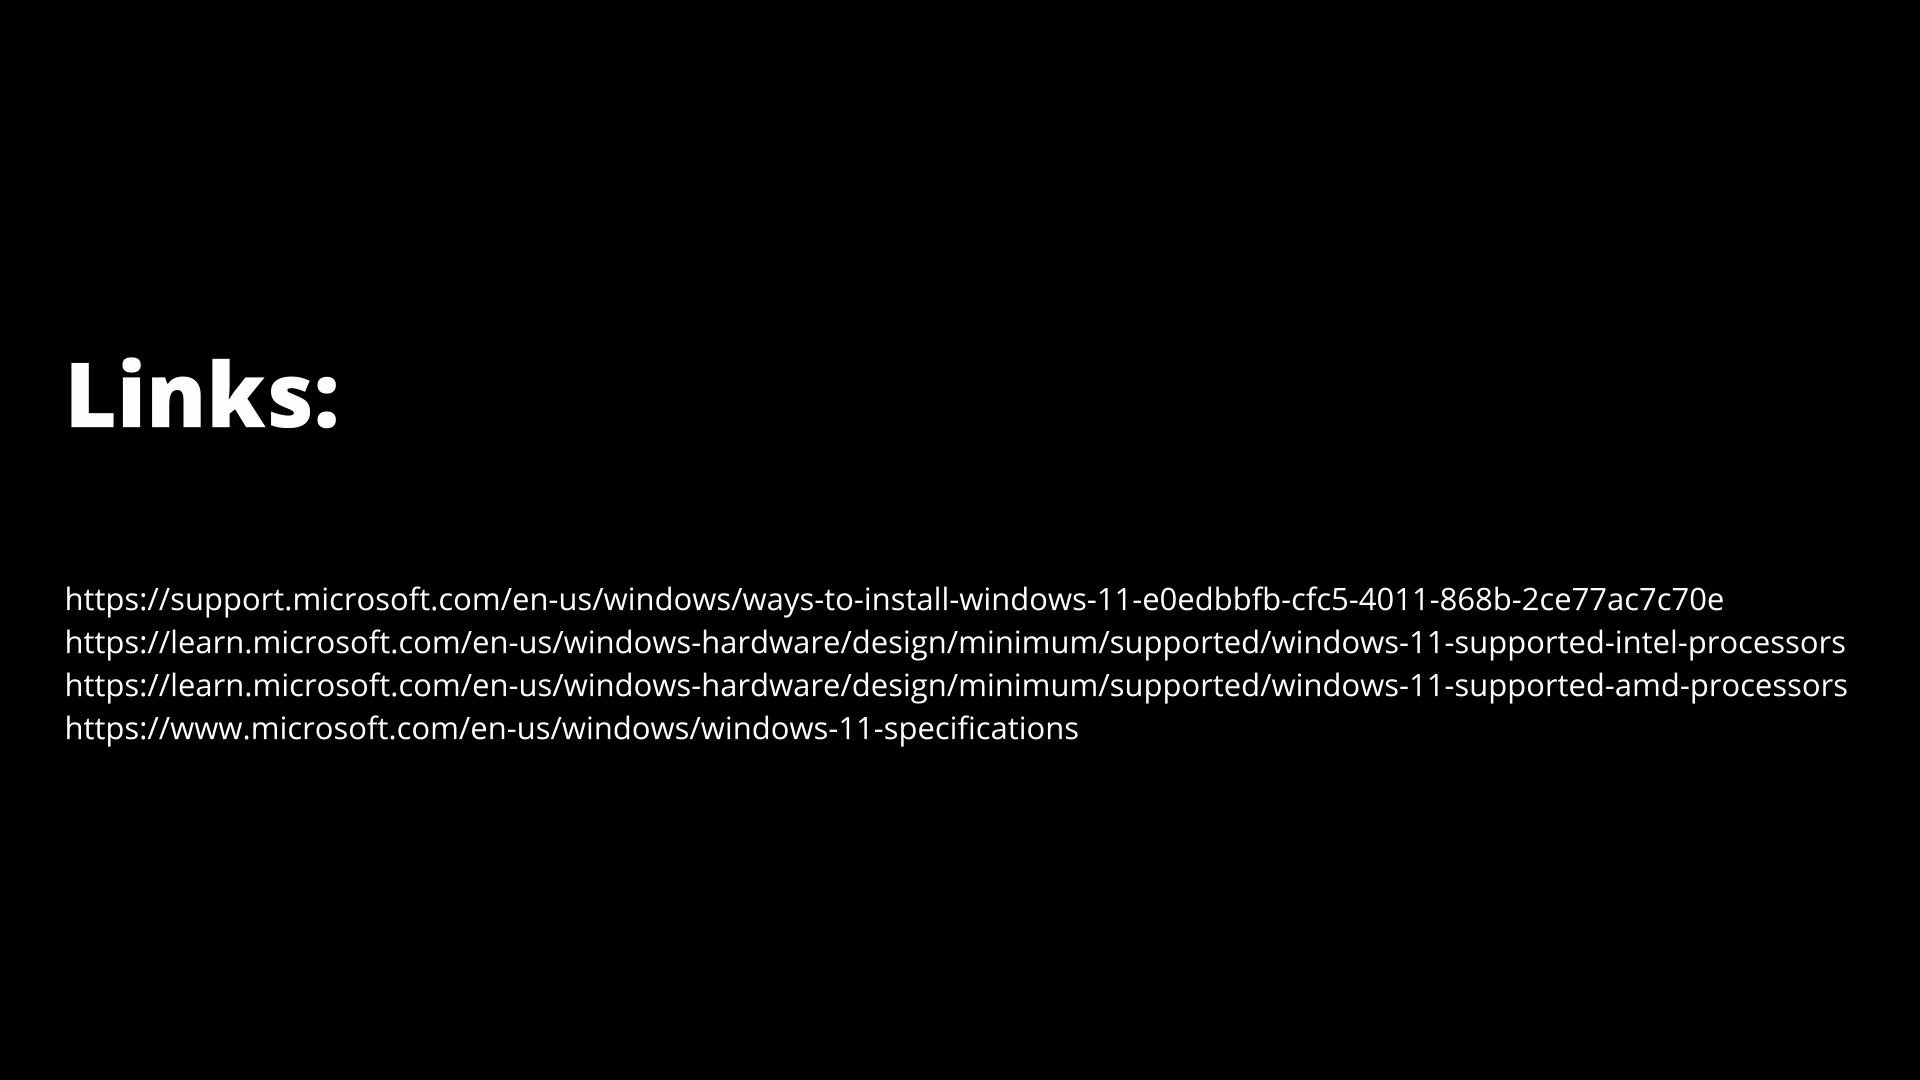 Links:
https://support.microsoft.com/en-us/windows/ways-to-install-windows-11-e0edbbfb-cfc5-4011-868b-2ce77ac7c70e
https://learn.microsoft.com/en-us/windows-hardware/design/minimum/supported/windows-11-supported-intel-processors
https://learn.microsoft.com/en-us/windows-hardware/design/minimum/supported/windows-11-supported-amd-processors
https://www.microsoft.com/en-us/windows/windows-11-specifications